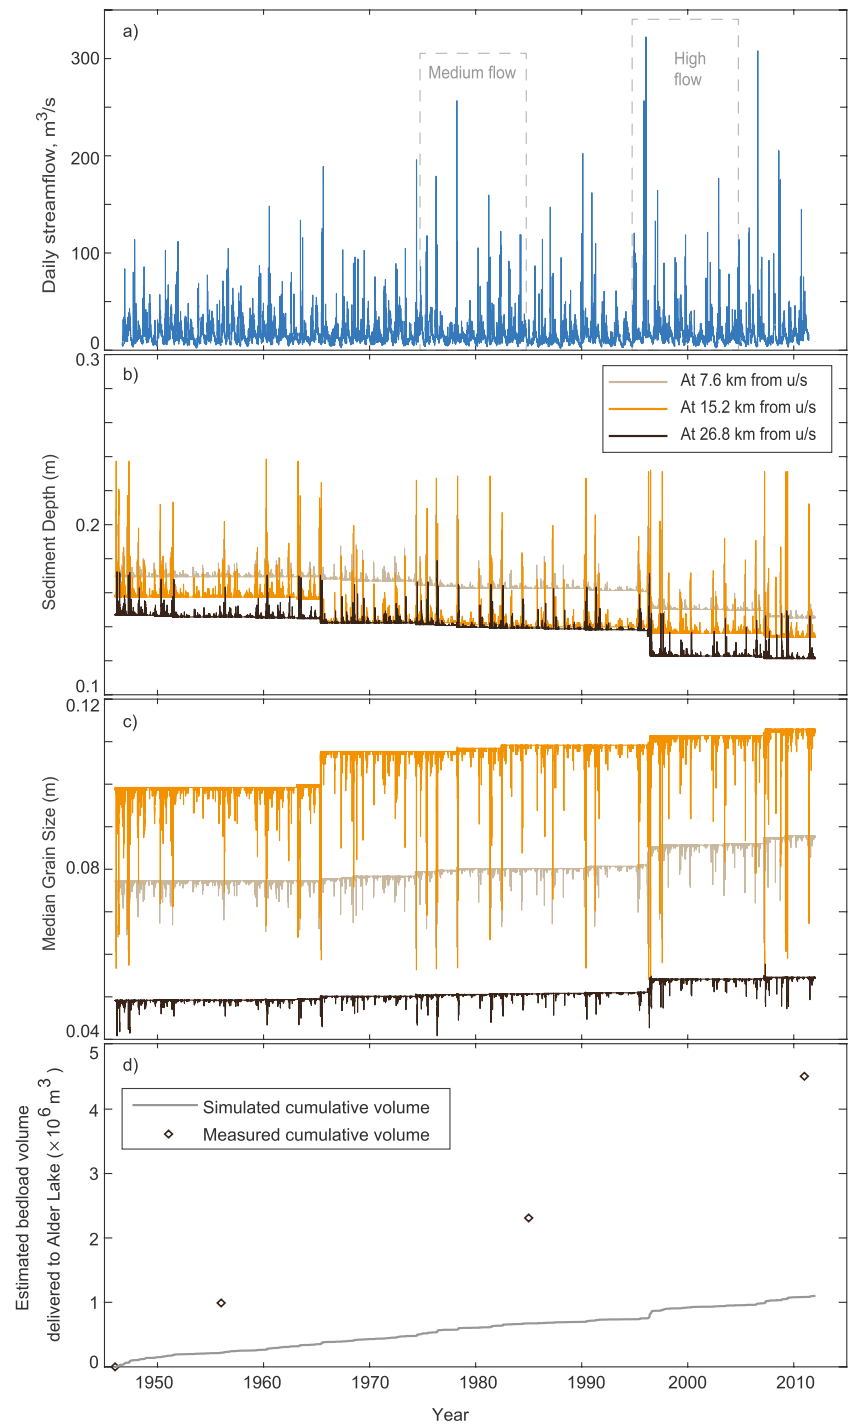 a)
300
200
100
0
Daily streamflow, m³/s
Medium flow
High
flow
b)
0.3
0.2
0.1
Sediment Depth (m)
At 7.6 km from u/s
At 15.2 km from u/s
At 26.8 km from u/s
c)
0.12
0.08
0.04
Median Grain Size (m)
d)
5
4
3
2
1
0
Estimated bedload volume
delivered to Alder Lake (×10⁶ m³ )
Simulated cumulative volume
Measured cumulative volume
1950 1960 1970 1980 1990 2000 2010
Year